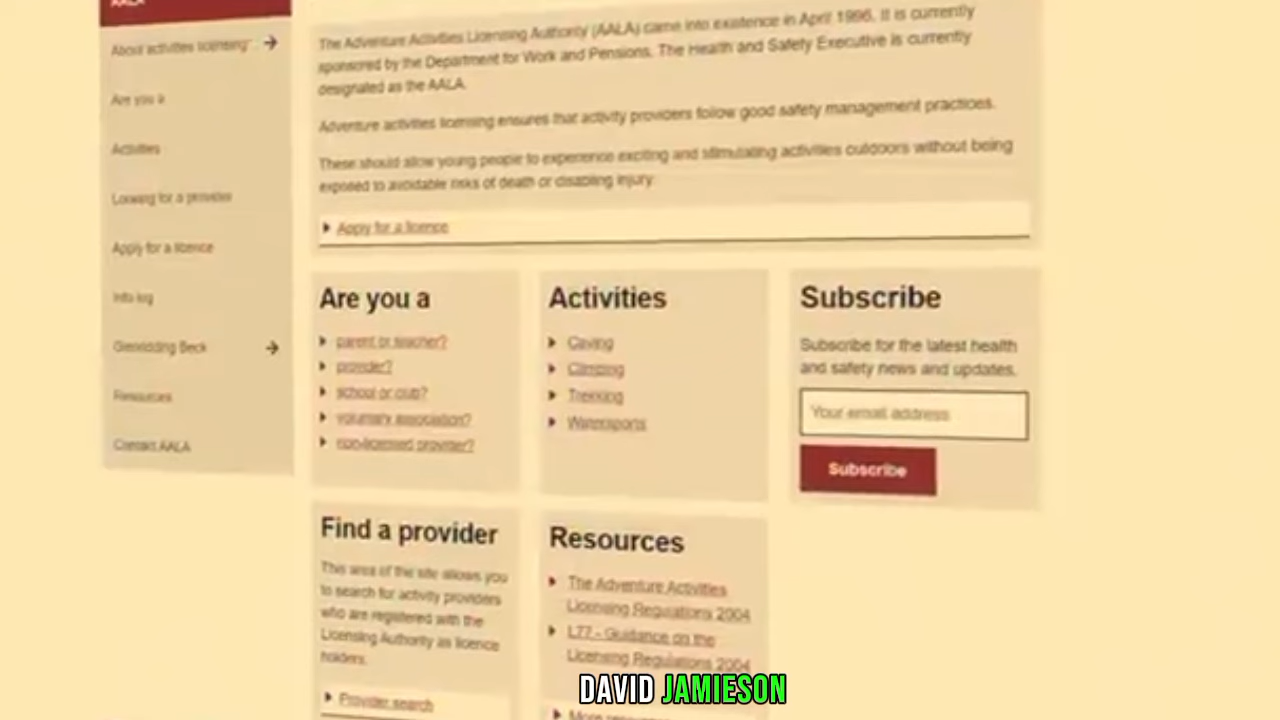 AALA
About activities licensing
Are you a
Activities
Looking for a provider
Apply for a licence
Info log
Glenridding Beck
Resources
Contact AALA
The Adventure Activities Licensing Authority (AALA) came into existence in April 1996. It is currently
sponsored by the Department for Work and Pensions. The Health and Safety Executive is currently
designated as the AALA.
Adventure activities licensing ensures that activity providers follow good safety management practices.
These should allow young people to experience exciting and stimulating activities outdoors without being
exposed to avoidable risks of death or disabling injury.
Apply for a licence
Are you a
parent or teacher?
provider?
school or club?
voluntary association?
non-licensed provider?
Activities
Caving
Climbing
Trekking
Watersports
Subscribe
Subscribe for the latest health
and safety news and updates.
Your email address
Subscribe
Find a provider
This area of the site allows you
to search for activity providers
who are registered with the
Licensing Authority as licence
holders.
Provider search
Resources
The Adventure Activities
Licensing Regulations 2004
L77 - Guidance on the
Licensing Regulations 2004
More
DAVID JAMIESON